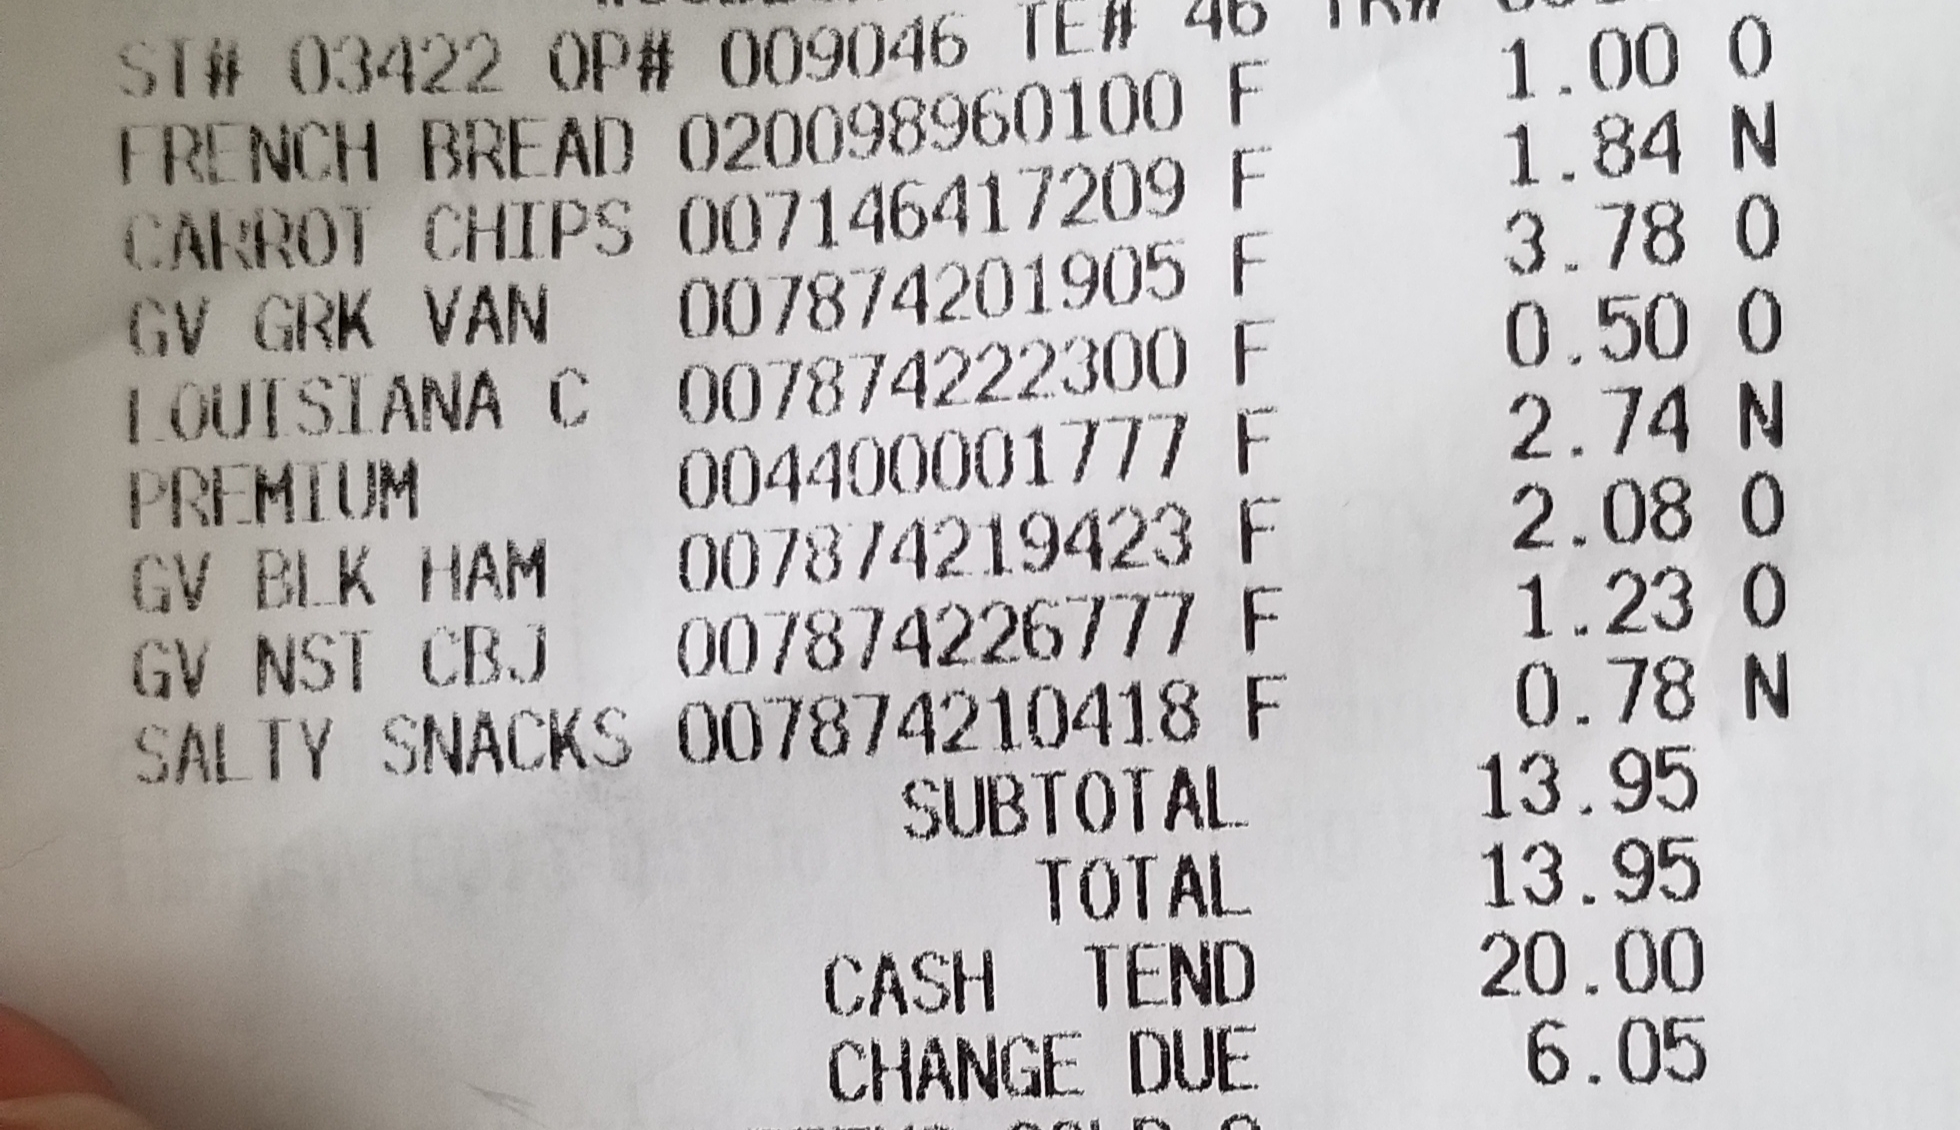 ST# 03422 OP# 009046 TE# 46 TR#
FRENCH BREAD 020098960100 F 1.00 O
CARROT CHIPS 007146417209 F 1.84 N
GV GRK VAN 007874201905 F 3.78 O
LOUISIANA C 007874222300 F 0.50 O
PREMIUM 004400001777 F 2.74 N
GV BLK HAM 007874219423 F 2.08 O
GV NST CBJ 007874226777 F 1.23 O
SALTY SNACKS 007874210418 F 0.78 N
SUBTOTAL 13.95
TOTAL 13.95
CASH TEND 20.00
CHANGE DUE 6.05